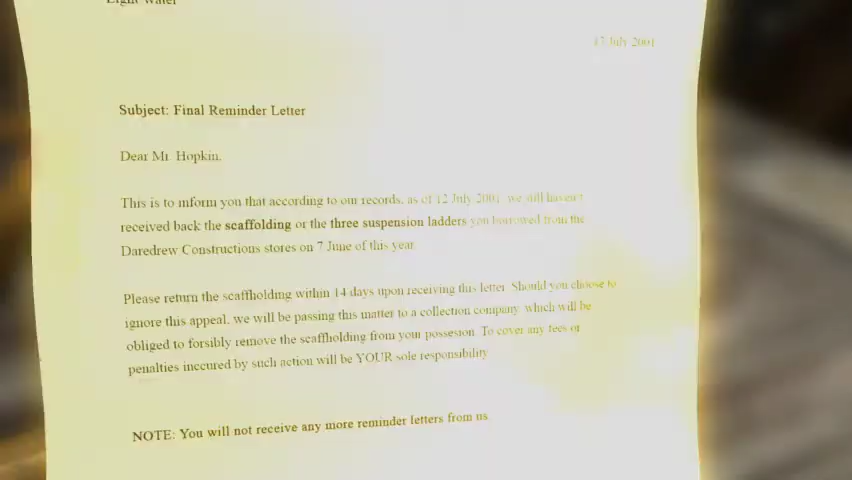 Light Water
17 July 2001
Subject: Final Reminder Letter
Dear Mr. Hopkin,
This is to inform you that according to our records, as of 12 July 2001, we still haven't
received back the scaffolding or the three suspension ladders you borrowed from the
Daredrew Constructions stores on 7 June of this year.
Please return the scaffholding within 14 days upon receiving this letter. Should you choose to
ignore this appeal, we will be passing this matter to a collection company, which will be
obliged to forsibly remove the scaffholding from your possesion. To cover any fees or
penalties inccured by such action will be YOUR sole responsibility.
NOTE: You will not receive any more reminder letters from us.